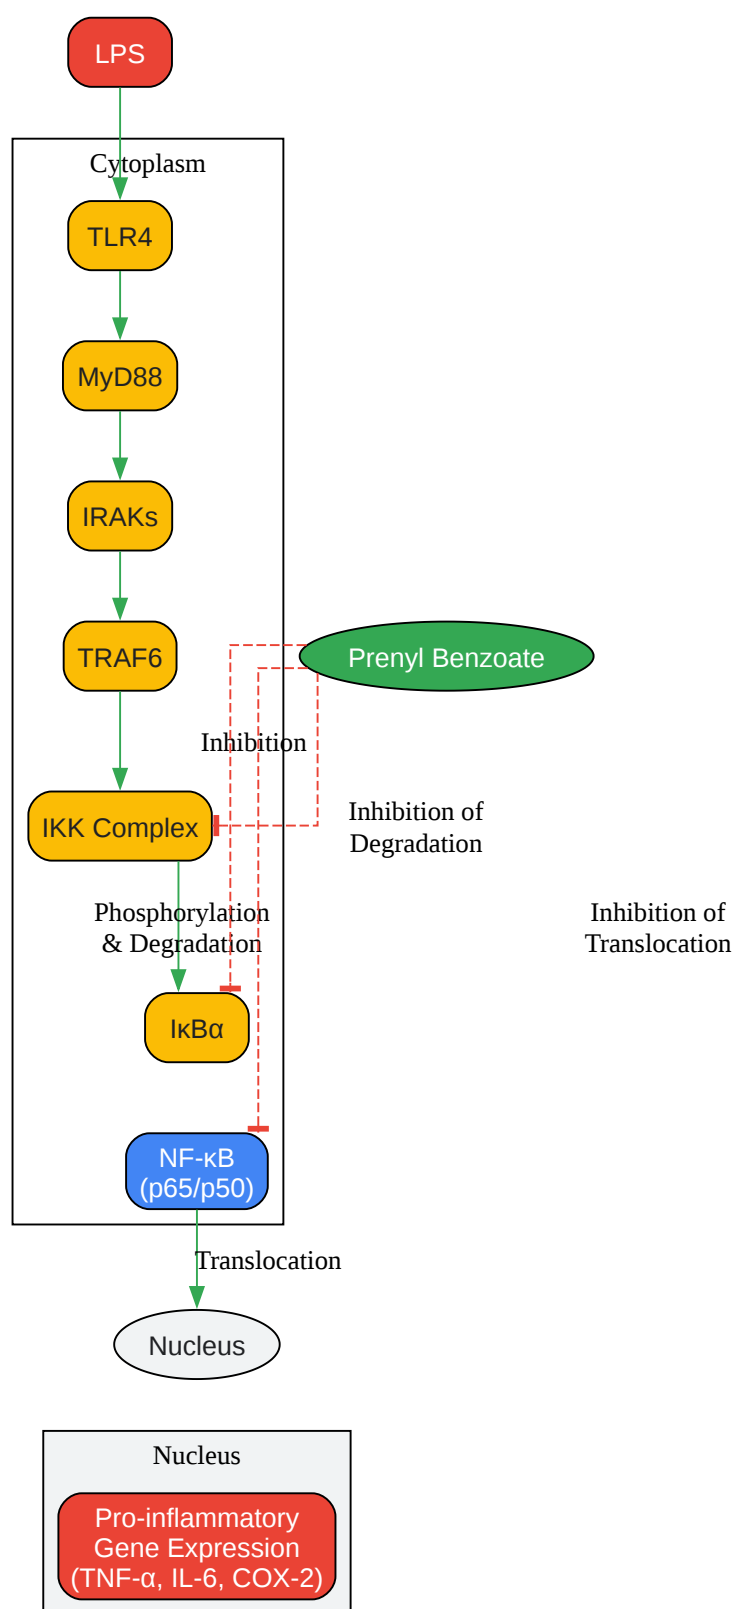 LPS
Cytoplasm
TLR4
MyD88
IRAKs
TRAF6
Prenyl Benzoate
Inhibition
IKK Complex
Inhibition of
Degradation
Phosphorylation
& Degradation
Inhibition of
Translocation
IκBα
NF-κB
(p65/p50)
Translocation
Nucleus
Nucleus
Pro-inflammatory
Gene Expression
(TNF-α, IL-6, COX-2)